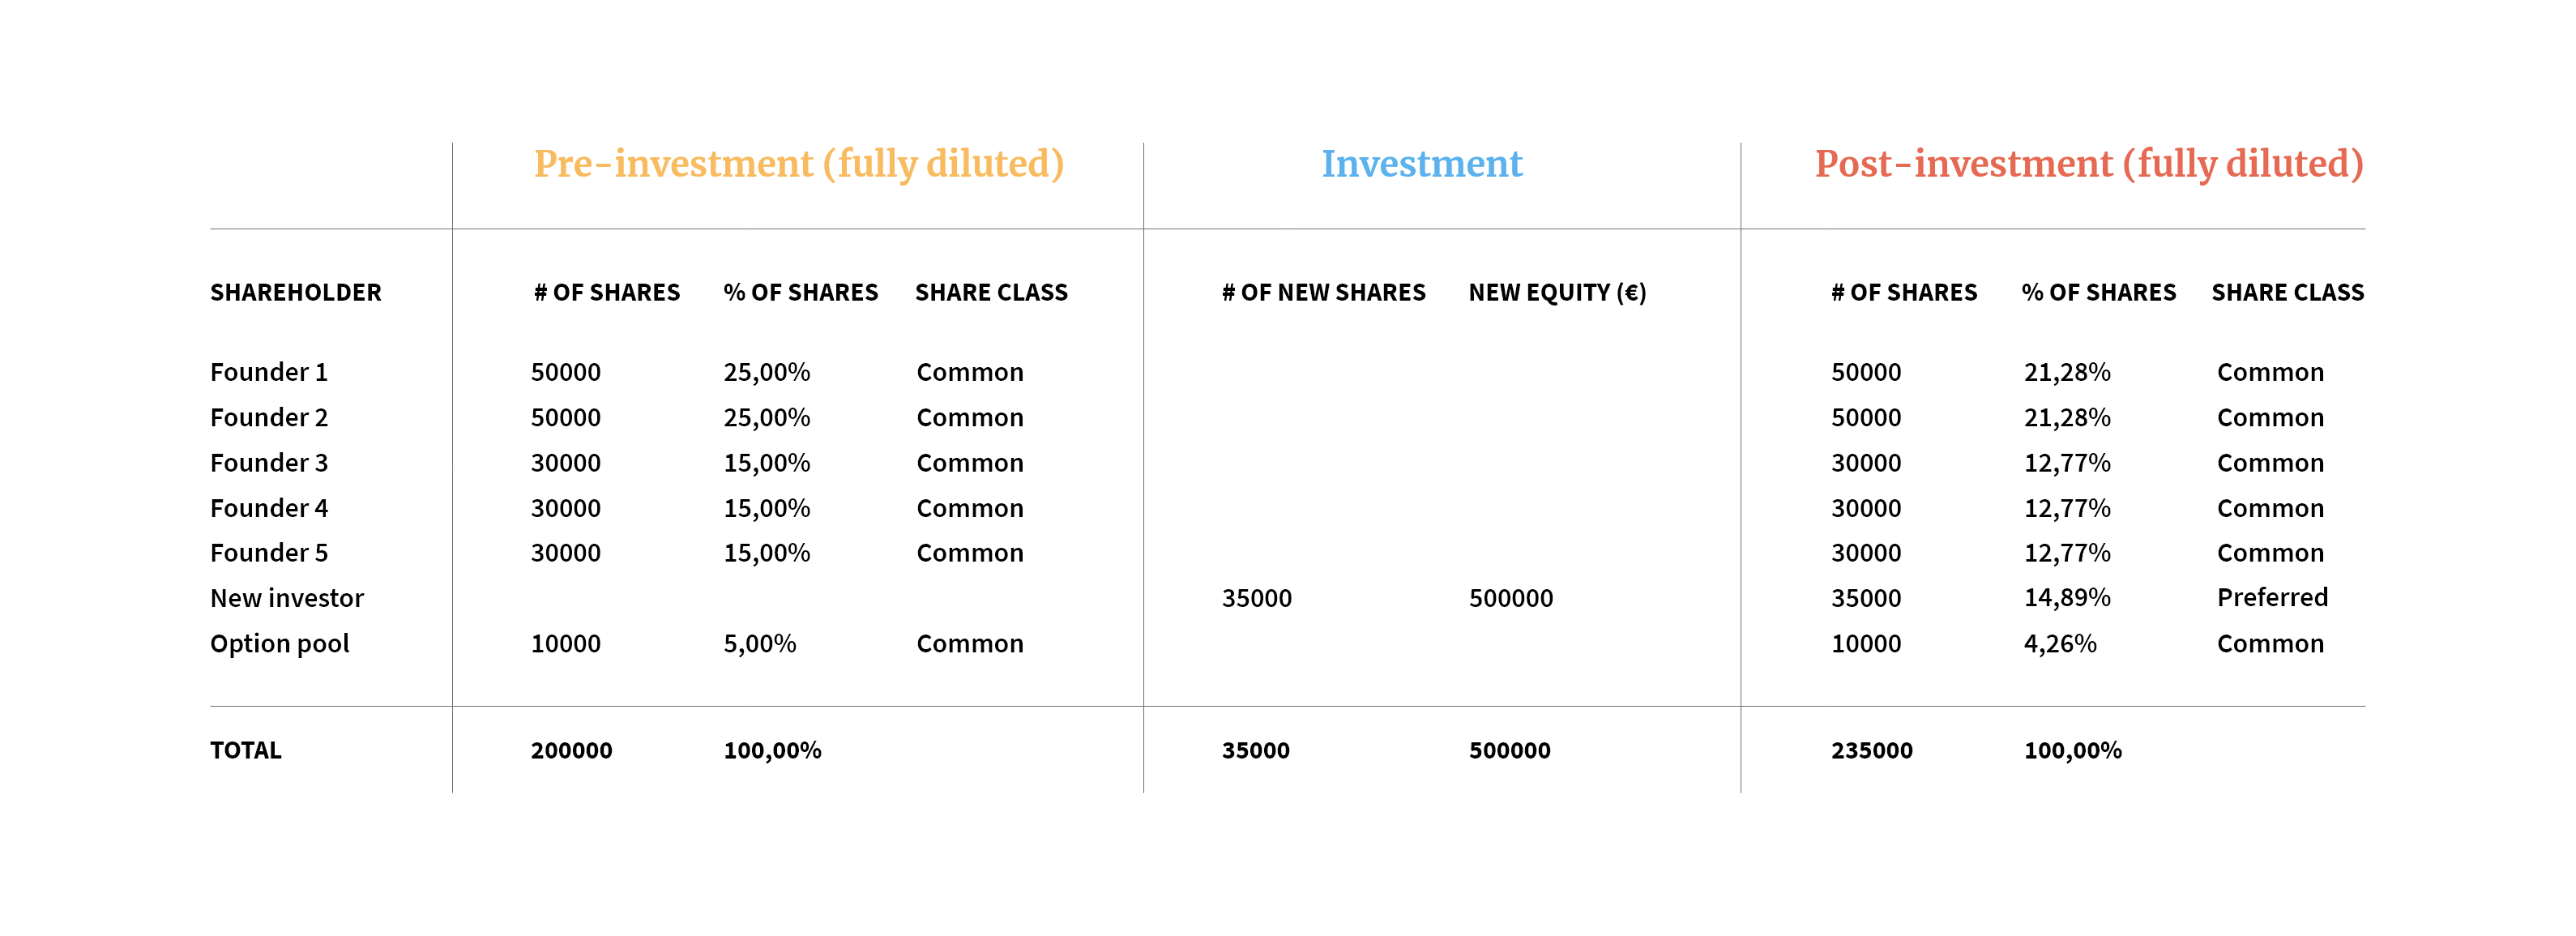 Pre-investment (fully diluted) Investment Post-investment (fully diluted)
SHAREHOLDER # OF SHARES % OF SHARES SHARE CLASS # OF NEW SHARES NEW EQUITY (€) # OF SHARES % OF SHARES SHARE CLASS
Founder 1 50000 25,00% Common 50000 21,28% Common
Founder 2 50000 25,00% Common 50000 21,28% Common
Founder 3 30000 15,00% Common 30000 12,77% Common
Founder 4 30000 15,00% Common 30000 12,77% Common
Founder 5 30000 15,00% Common 30000 12,77% Common
New investor 35000 500000 35000 14,89% Preferred
Option pool 10000 5,00% Common 10000 4,26% Common
TOTAL 200000 100,00% 35000 500000 235000 100,00%